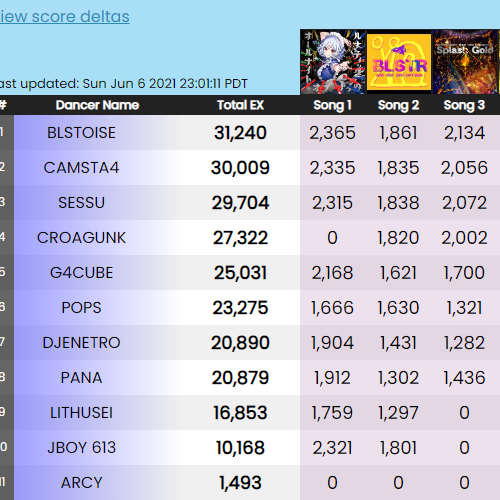 iew score deltas
ast updated: Sun Jun 6 2021 23:01:11 PDT
BLSTR
Splash Gold
# Dancer Name Total EX Song 1 Song 2 Song 3
1 BLSTOISE 31,240 2,365 1,861 2,134
2 CAMSTA4 30,009 2,335 1,835 2,056
3 SESSU 29,704 2,315 1,838 2,072
4 CROAGUNK 27,322 0 1,820 2,002
5 G4CUBE 25,031 2,168 1,621 1,700
6 POPS 23,275 1,666 1,630 1,321
7 DJENETRO 20,890 1,904 1,431 1,282
8 PANA 20,879 1,912 1,302 1,436
9 LITHUSEI 16,853 1,759 1,297 0
0 JBOY 613 10,168 2,321 1,801 0
11 ARCY 1,493 0 0 0